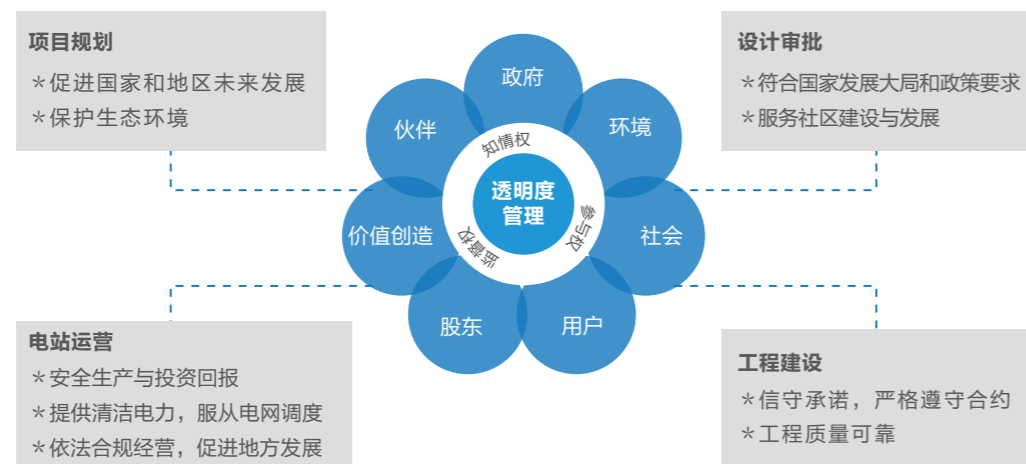 项目规划
＊促进国家和地区未来发展
＊保护生态环境
设计审批
＊符合国家发展大局和政策要求
＊服务社区建设与发展
政府
伙伴
环境
知情权
透明度
管理
参与权
监督权
价值创造
社会
股东
用户
电站运营
＊安全生产与投资回报
＊提供清洁电力，服从电网调度
＊依法合规经营，促进地方发展
工程建设
＊信守承诺，严格遵守合约
＊工程质量可靠